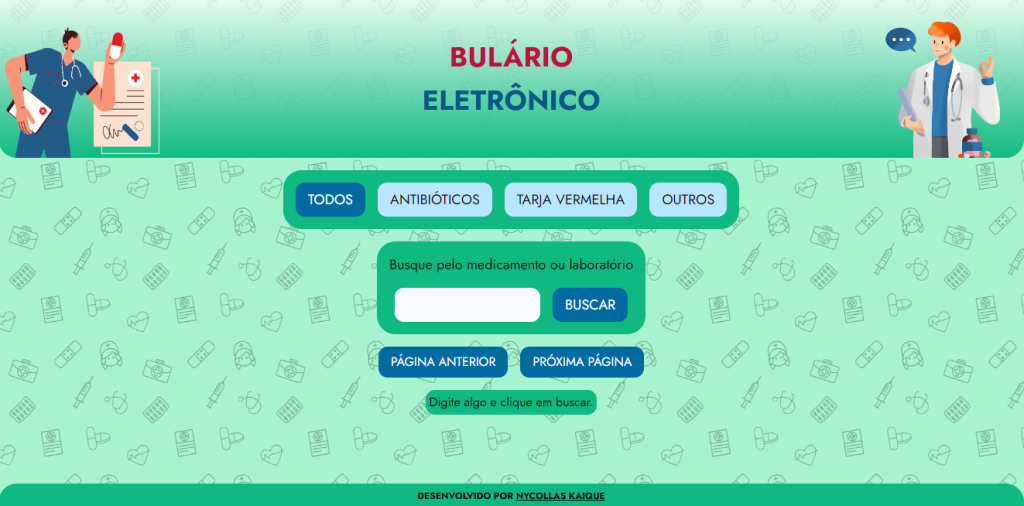 BULÁRIO
ELETRÔNICO
TODOS ANTIBIÓTICOS TARJA VERMELHA OUTROS
Busque pelo medicamento ou laboratório
BUSCAR
PÁGINA ANTERIOR PRÓXIMA PÁGINA
Digite algo e clique em buscar.
DESENVOLVIDO POR NYCOLLAS KAIQUE